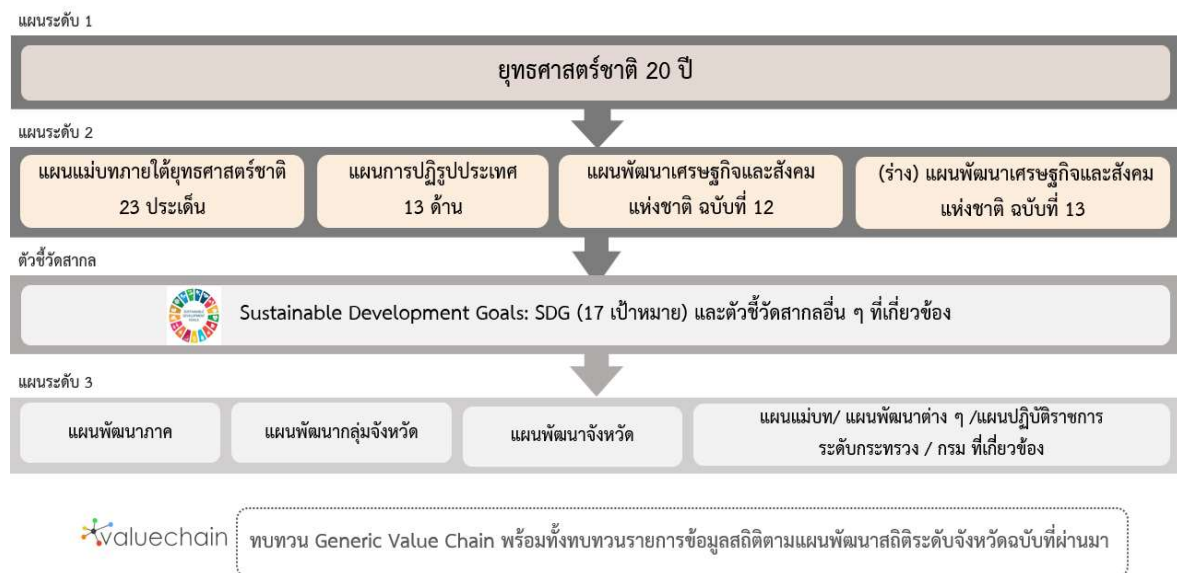 แผนระดับ 1
ยุทธศาสตร์ชาติ 20 ปี
แผนระดับ 2
แผนแม่บทภายใต้ยุทธศาสตร์ชาติ
23 ประเด็น
แผนการปฏิรูปประเทศ
13 ด้าน
แผนพัฒนาเศรษฐกิจและสังคม
แห่งชาติ ฉบับที่ 12
(ร่าง) แผนพัฒนาเศรษฐกิจและสังคม
แห่งชาติ ฉบับที่ 13
ตัวชี้วัดสากล
Sustainable Development Goals: SDG (17 เป้าหมาย) และตัวชี้วัดสากลอื่น ๆ ที่เกี่ยวข้อง
แผนระดับ 3
แผนพัฒนาภาค
แผนพัฒนากลุ่มจังหวัด
แผนพัฒนาจังหวัด
แผนแม่บท/ แผนพัฒนาต่าง ๆ /แผนปฏิบัติราชการ
ระดับกระทรวง / กรม ที่เกี่ยวข้อง
valuechain
ทบทวน Generic Value Chain พร้อมทั้งทบทวนรายการข้อมูลสถิติตามแผนพัฒนาสถิติระดับจังหวัดฉบับที่ผ่านมา